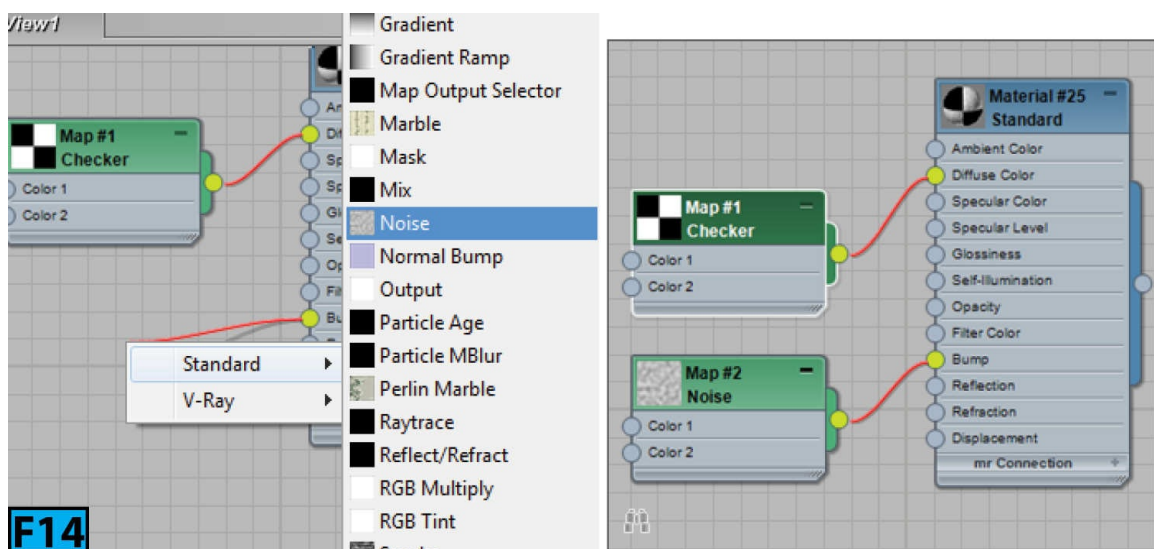 View1
Map #1
Checker
Color 1
Color 2
Standard
V-Ray
Gradient
Gradient Ramp
Map Output Selector
Marble
Mask
Mix
Noise
Normal Bump
Output
Particle Age
Particle MBlur
Perlin Marble
Raytrace
Reflect/Refract
RGB Multiply
RGB Tint
F14
Map #1
Checker
Color 1
Color 2
Map #2
Noise
Color 1
Color 2
Material #25
Standard
Ambient Color
Diffuse Color
Specular Color
Specular Level
Glossiness
Self-Illumination
Opacity
Filter Color
Bump
Reflection
Refraction
Displacement
mr Connection